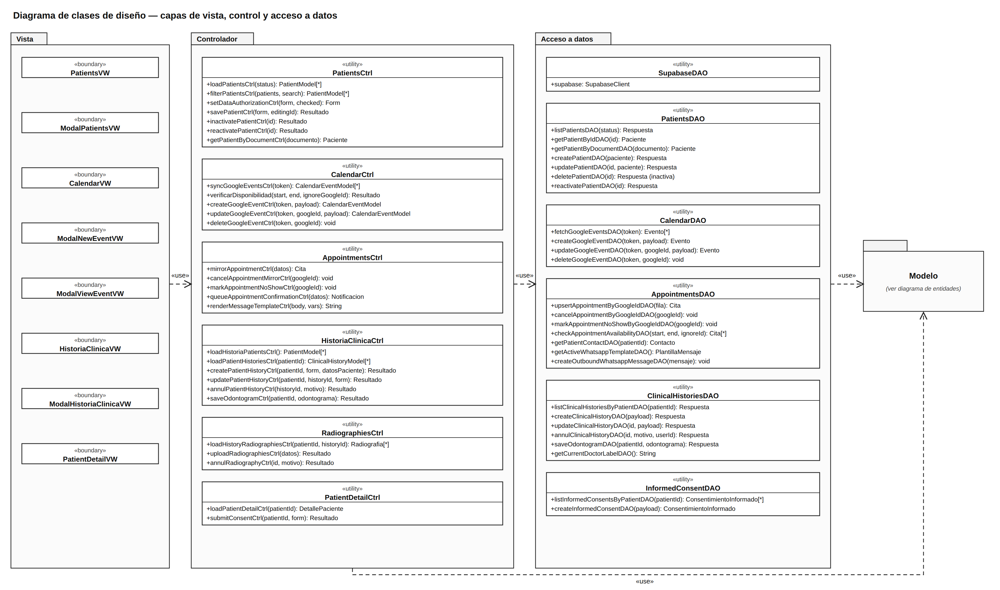 Diagrama de clases de diseño — capas de vista, control y acceso a datos
Vista
«boundary»
PatientsVW
«boundary»
ModalPatientsVW
«boundary»
CalendarVW
«boundary»
ModalNewEventVW
«boundary»
ModalViewEventVW
«boundary»
HistoriaClinicaVW
«boundary»
ModalHistoriaClinicaVW
«boundary»
PatientDetailVW
«use»
Controlador
«utility»
PatientsCtrl
+loadPatientsCtrl(status): PatientModel[*]
+filterPatientsCtrl(patients, search): PatientModel[*]
+setDataAuthorizationCtrl(form, checked): Form
+savePatientCtrl(form, editingId): Resultado
+inactivatePatientCtrl(id): Resultado
+reactivatePatientCtrl(id): Resultado
+getPatientByDocumentCtrl(documento): Paciente
«utility»
CalendarCtrl
+syncGoogleEventsCtrl(token): CalendarEventModel[*]
+verificarDisponibilidad(start, end, ignoreGoogleId): Resultado
+createGoogleEventCtrl(token, payload): CalendarEventModel
+updateGoogleEventCtrl(token, googleId, payload): CalendarEventModel
+deleteGoogleEventCtrl(token, googleId): void
«utility»
AppointmentsCtrl
+mirrorAppointmentCtrl(datos): Cita
+cancelAppointmentMirrorCtrl(googleId): void
+markAppointmentNoShowCtrl(googleId): void
+queueAppointmentConfirmationCtrl(datos): Notificacion
+renderMessageTemplateCtrl(body, vars): String
«utility»
HistoriaClinicaCtrl
+loadHistoriaPatientsCtrl(): PatientModel[*]
+loadPatientHistoriesCtrl(patientId): ClinicalHistoryModel[*]
+createPatientHistoryCtrl(patientId, form, datosPaciente): Resultado
+updatePatientHistoryCtrl(patientId, historyId, form): Resultado
+annulPatientHistoryCtrl(historyId, motivo): Resultado
+saveOdontogramCtrl(patientId, odontograma): Resultado
«utility»
RadiographiesCtrl
+loadHistoryRadiographiesCtrl(patientId, historyId): Radiografia[*]
+uploadRadiographiesCtrl(datos): Resultado
+annulRadiographyCtrl(id, motivo): Resultado
«utility»
PatientDetailCtrl
+loadPatientDetailCtrl(patientId): DetallePaciente
+submitConsentCtrl(patientId, form): Resultado
«use»
Acceso a datos
«utility»
SupabaseDAO
+supabase: SupabaseClient
«utility»
PatientsDAO
+listPatientsDAO(status): Respuesta
+getPatientByIdDAO(id): Paciente
+getPatientByDocumentDAO(documento): Paciente
+createPatientDAO(paciente): Respuesta
+updatePatientDAO(id, paciente): Respuesta
+deletePatientDAO(id): Respuesta (inactiva)
+reactivatePatientDAO(id): Respuesta
«utility»
CalendarDAO
+fetchGoogleEventsDAO(token): Evento[*]
+createGoogleEventDAO(token, payload): Evento
+updateGoogleEventDAO(token, googleId, payload): Evento
+deleteGoogleEventDAO(token, googleId): void
«utility»
AppointmentsDAO
+upsertAppointmentByGoogleIdDAO(fila): Cita
+cancelAppointmentByGoogleIdDAO(googleId): void
+markAppointmentNoShowByGoogleIdDAO(googleId): void
+checkAppointmentAvailabilityDAO(start, end, ignoreId): Cita[*]
+getPatientContactDAO(patientId): Contacto
+getActiveWhatsappTemplateDAO(): PlantillaMensaje
+createOutboundWhatsappMessageDAO(mensaje): void
«utility»
ClinicalHistoriesDAO
+listClinicalHistoriesByPatientDAO(patientId): Respuesta
+createClinicalHistoryDAO(payload): Respuesta
+updateClinicalHistoryDAO(id, payload): Respuesta
+annulClinicalHistoryDAO(id, motivo, userId): Respuesta
+saveOdontogramDAO(patientId, odontograma): Respuesta
+getCurrentDoctorLabelDAO(): String
«utility»
InformedConsentDAO
+listInformedConsentsByPatientDAO(patientId): ConsentimientoInformado[*]
+createInformedConsentDAO(payload): ConsentimientoInformado
«use»
Modelo
(ver diagrama de entidades)
«use»